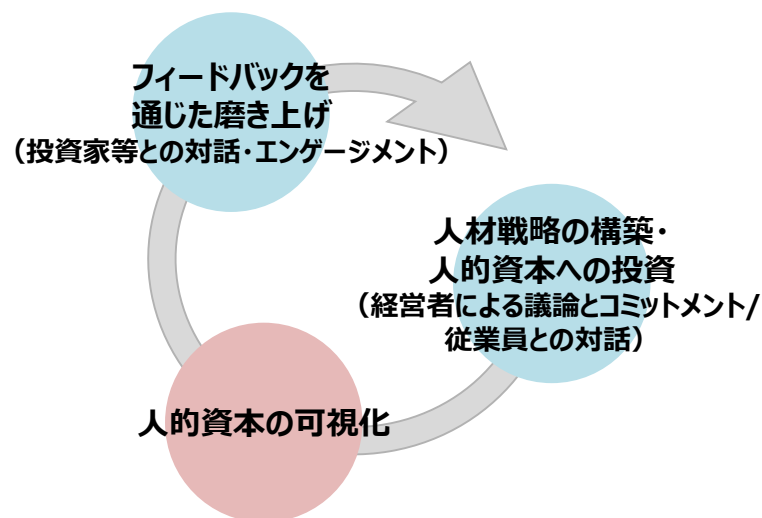 フィードバックを
通じた磨き上げ
（投資家等との対話・エンゲージメント）
人材戦略の構築・
人的資本への投資
（経営者による議論とコミットメント/
従業員との対話）
人的資本の可視化